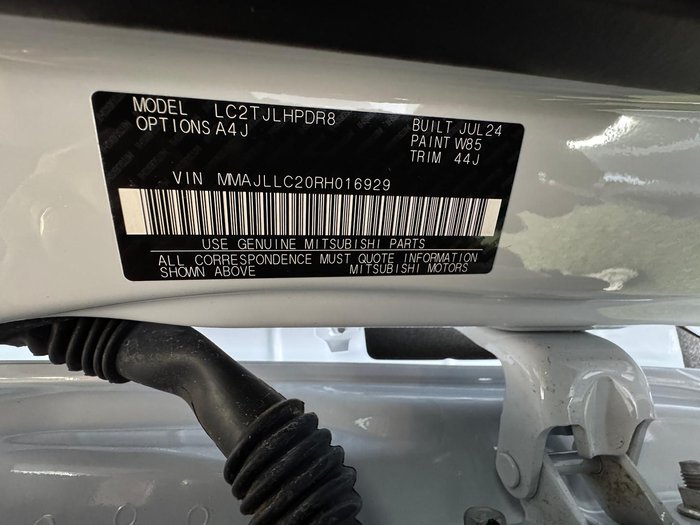 MODEL LC2TJLHPDR8
OPTIONS A4J
BUILT JUL24
PAINT W85
TRIM 44J
VIN MMAJLLC20RH016929
USE GENUINE MITSUBISHI PARTS
ALL CORRESPONDENCE MUST QUOTE INFORMATION
SHOWN ABOVE MITSUBISHI MOTORS